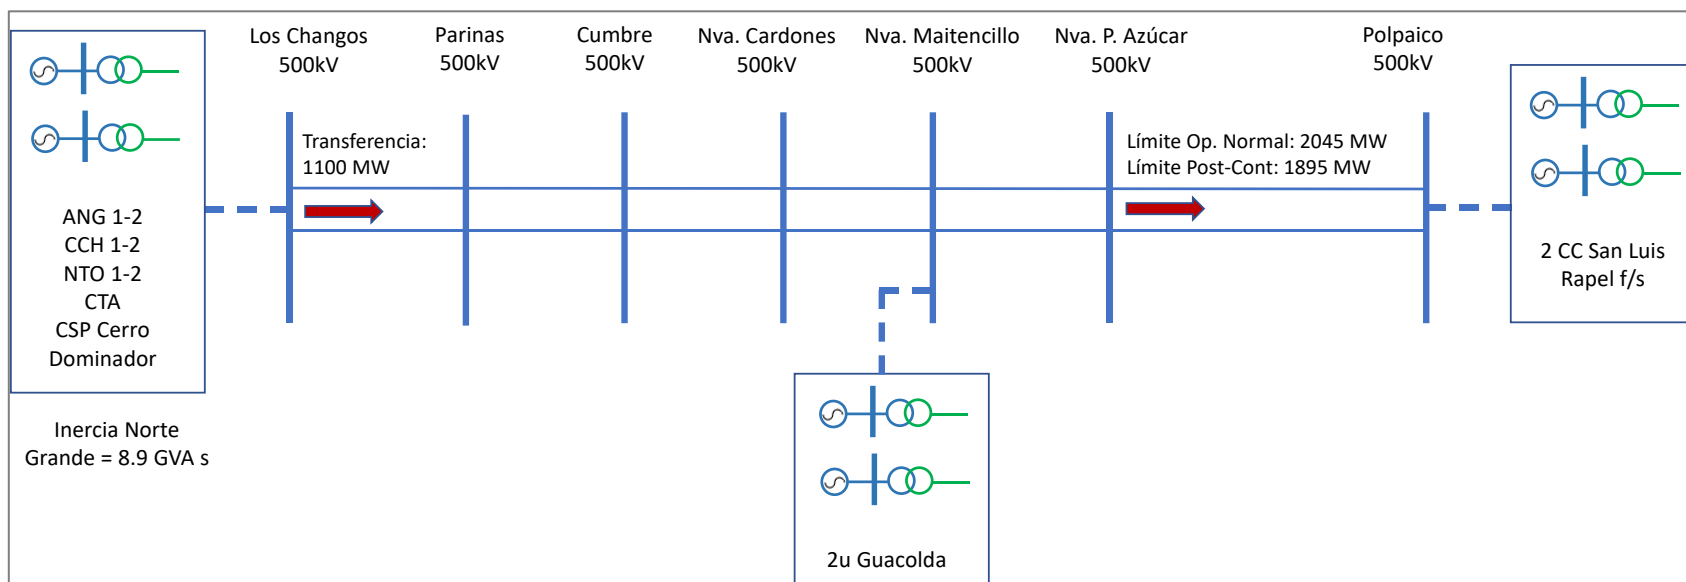 Los Changos
500kV
Parinas
500kV
Cumbre
500kV
Nva. Cardones
500kV
Nva. Maitencillo
500kV
Nva. P. Azúcar
500kV
Polpaico
500kV
Transferencia:
1100 MW
Límite Op. Normal: 2045 MW
Límite Post-Cont: 1895 MW
ANG 1-2
CCH 1-2
NTO 1-2
CTA
CSP Cerro
Dominador
Inercia Norte
Grande = 8.9 GVA s
2u Guacolda
2 CC San Luis
Rapel f/s